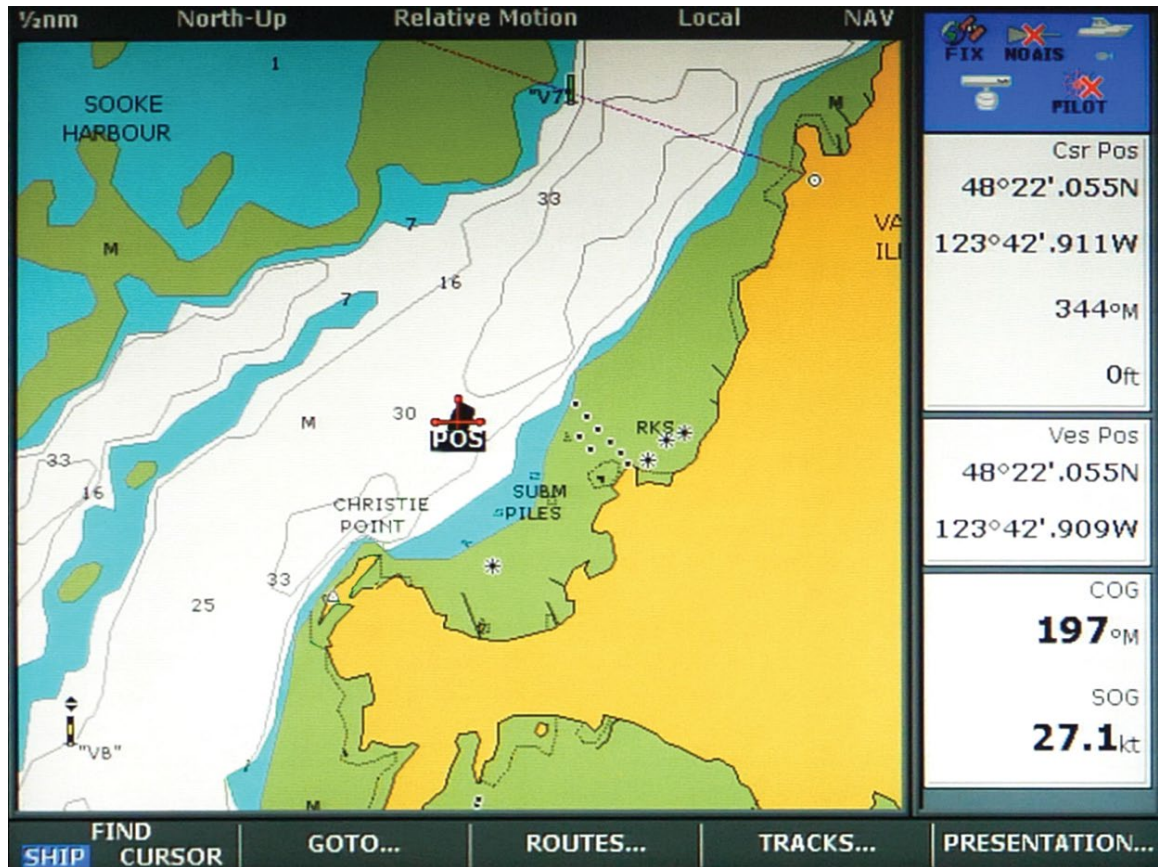 ½nm North-Up Relative Motion Local NAV
FIX NOAIS
PILOT
Csr Pos
48°22'.055N
123°42'.911W
344°M
0ft
Ves Pos
48°22'.055N
123°42'.909W
COG
197°M
SOG
27.1kt
1
SOOKE
HARBOUR
"V7"
M
33
7
VA
ILL
M
16
7
30
M
POS
RKS
33
16
CHRISTIE
POINT
SUBM
PILES
33
25
"VB"
7
M
FIND
SHIP CURSOR
GOTO...
ROUTES...
TRACKS...
PRESENTATION...